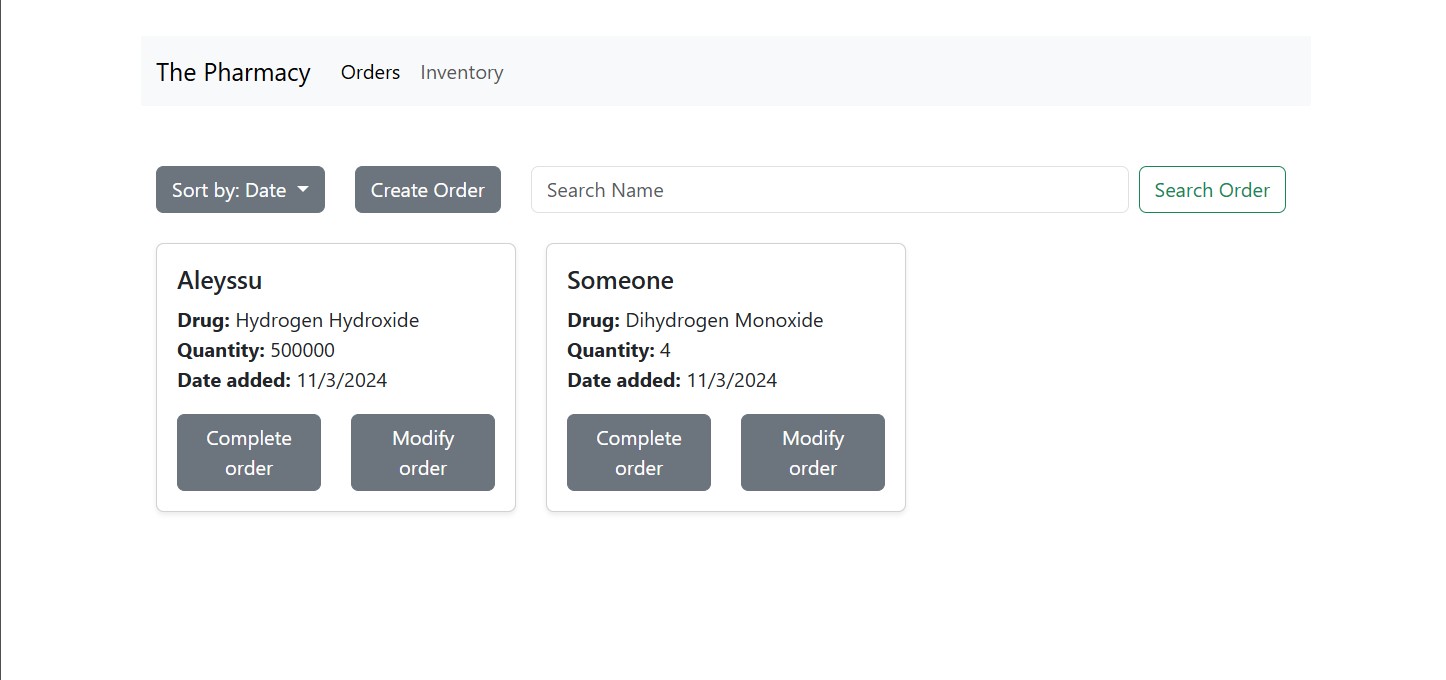 The Pharmacy Orders Inventory
Sort by: Date Create Order Search Name Search Order
Aleyssu
Drug: Hydrogen Hydroxide
Quantity: 500000
Date added: 11/3/2024
Complete
order
Modify
order
Someone
Drug: Dihydrogen Monoxide
Quantity: 4
Date added: 11/3/2024
Complete
order
Modify
order